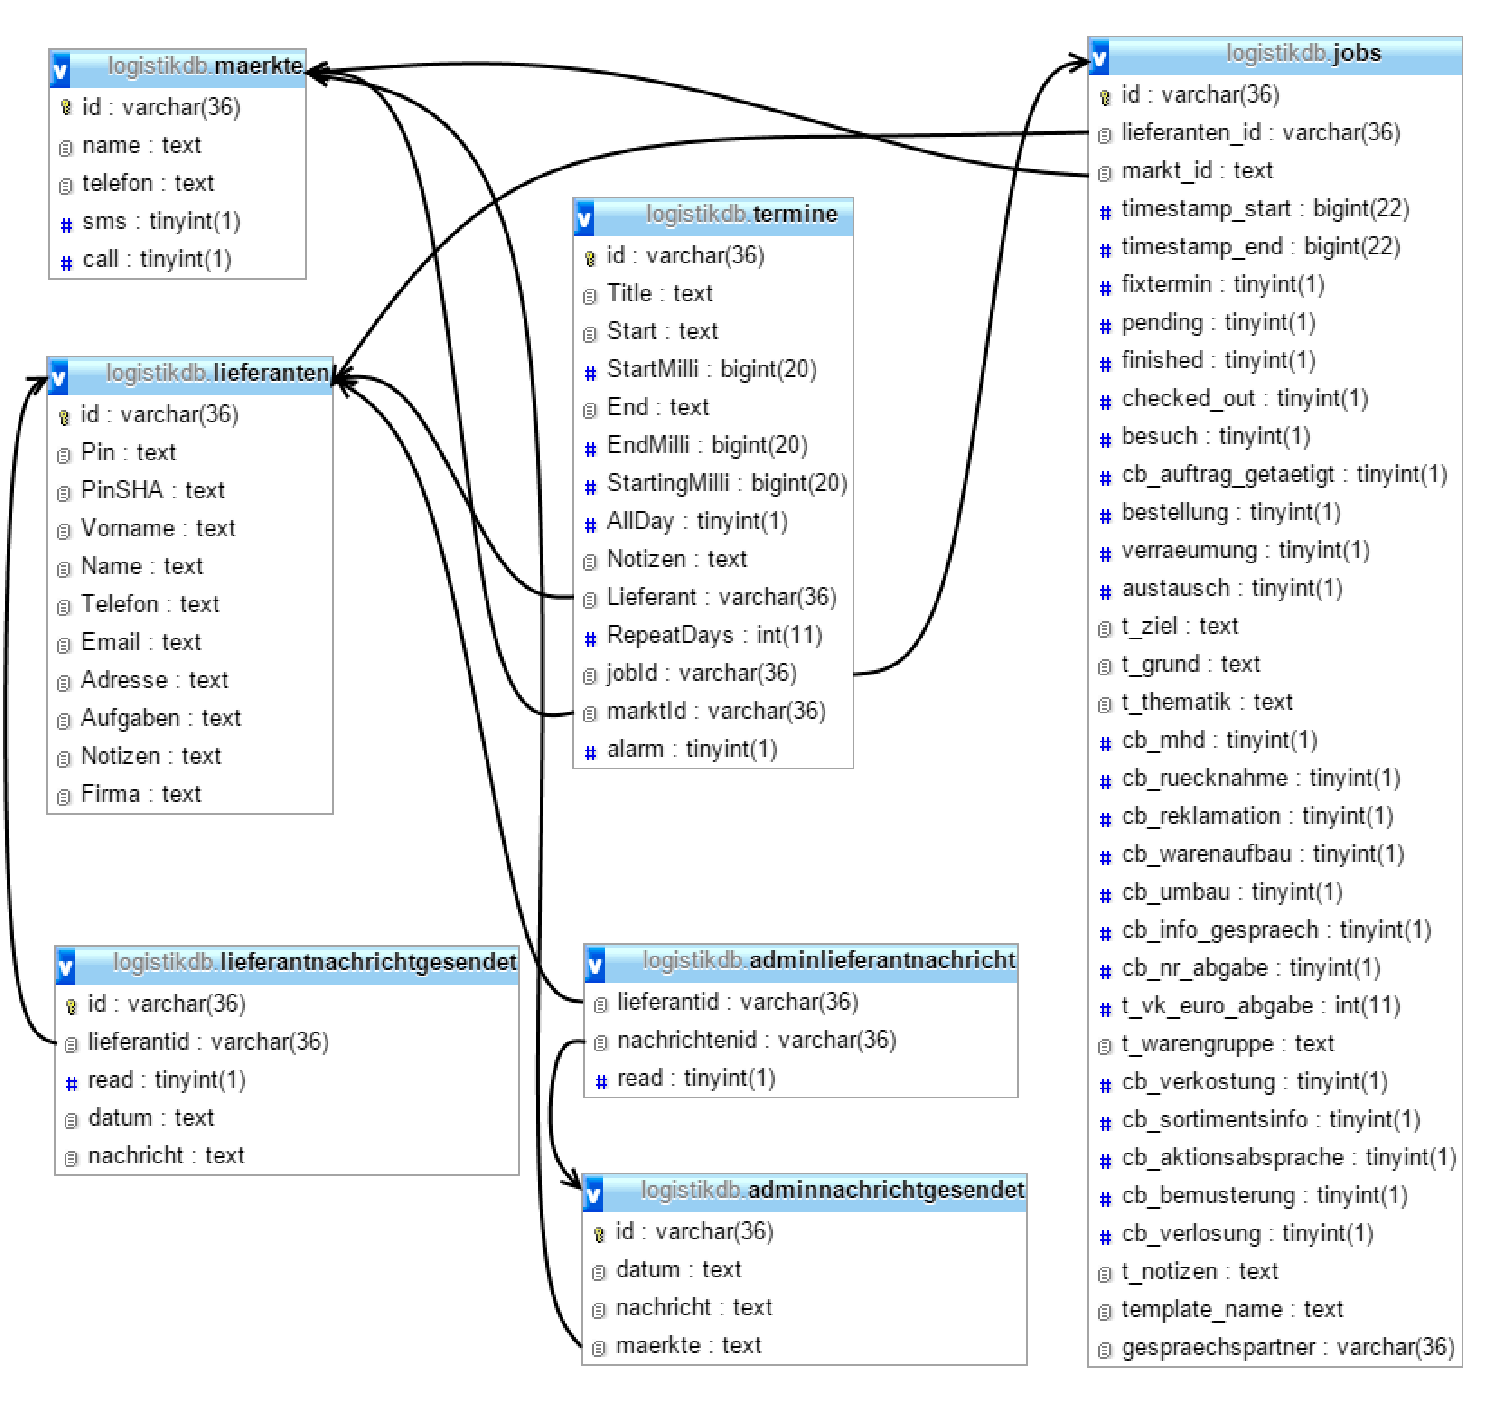 logistikdb.maerkte
id : varchar(36)
name : text
telefon : text
sms : tinyint(1)
call : tinyint(1)
logistikdb.lieferanten
id : varchar(36)
Pin : text
PinSHA : text
Vorname : text
Name : text
Telefon : text
Email : text
Adresse : text
Aufgaben : text
Notizen : text
Firma : text
logistikdb.lieferantnachrichtgesendet
id : varchar(36)
lieferantid : varchar(36)
read : tinyint(1)
datum : text
nachricht : text
logistikdb.termine
id : varchar(36)
Title : text
Start : text
StartMilli : bigint(20)
End : text
EndMilli : bigint(20)
StartingMilli : bigint(20)
AllDay : tinyint(1)
Notizen : text
Lieferant : varchar(36)
RepeatDays : int(11)
jobId : varchar(36)
marktId : varchar(36)
alarm : tinyint(1)
logistikdb.adminlieferantnachricht
lieferantid : varchar(36)
nachrichtenid : varchar(36)
read : tinyint(1)
logistikdb.adminnachrichtgesendet
id : varchar(36)
datum : text
nachricht : text
maerkte : text
logistikdb.jobs
id : varchar(36)
lieferanten_id : varchar(36)
markt_id : text
timestamp_start : bigint(22)
timestamp_end : bigint(22)
fixtermin : tinyint(1)
pending : tinyint(1)
finished : tinyint(1)
checked_out : tinyint(1)
besuch : tinyint(1)
cb_auftrag_getaetigt : tinyint(1)
bestellung : tinyint(1)
verraeumung : tinyint(1)
austausch : tinyint(1)
t_ziel : text
t_grund : text
t_thematik : text
cb_mhd : tinyint(1)
cb_ruecknahme : tinyint(1)
cb_reklamation : tinyint(1)
cb_warenaufbau : tinyint(1)
cb_umbau : tinyint(1)
cb_info_gespraech : tinyint(1)
cb_nr_abgabe : tinyint(1)
t_vk_euro_abgabe : int(11)
t_warengruppe : text
cb_verkostung : tinyint(1)
cb_sortimentsinfo : tinyint(1)
cb_aktionsabsprache : tinyint(1)
cb_bemusterung : tinyint(1)
cb_verlosung : tinyint(1)
t_notizen : text
template_name : text
gespraechspartner : varchar(36)